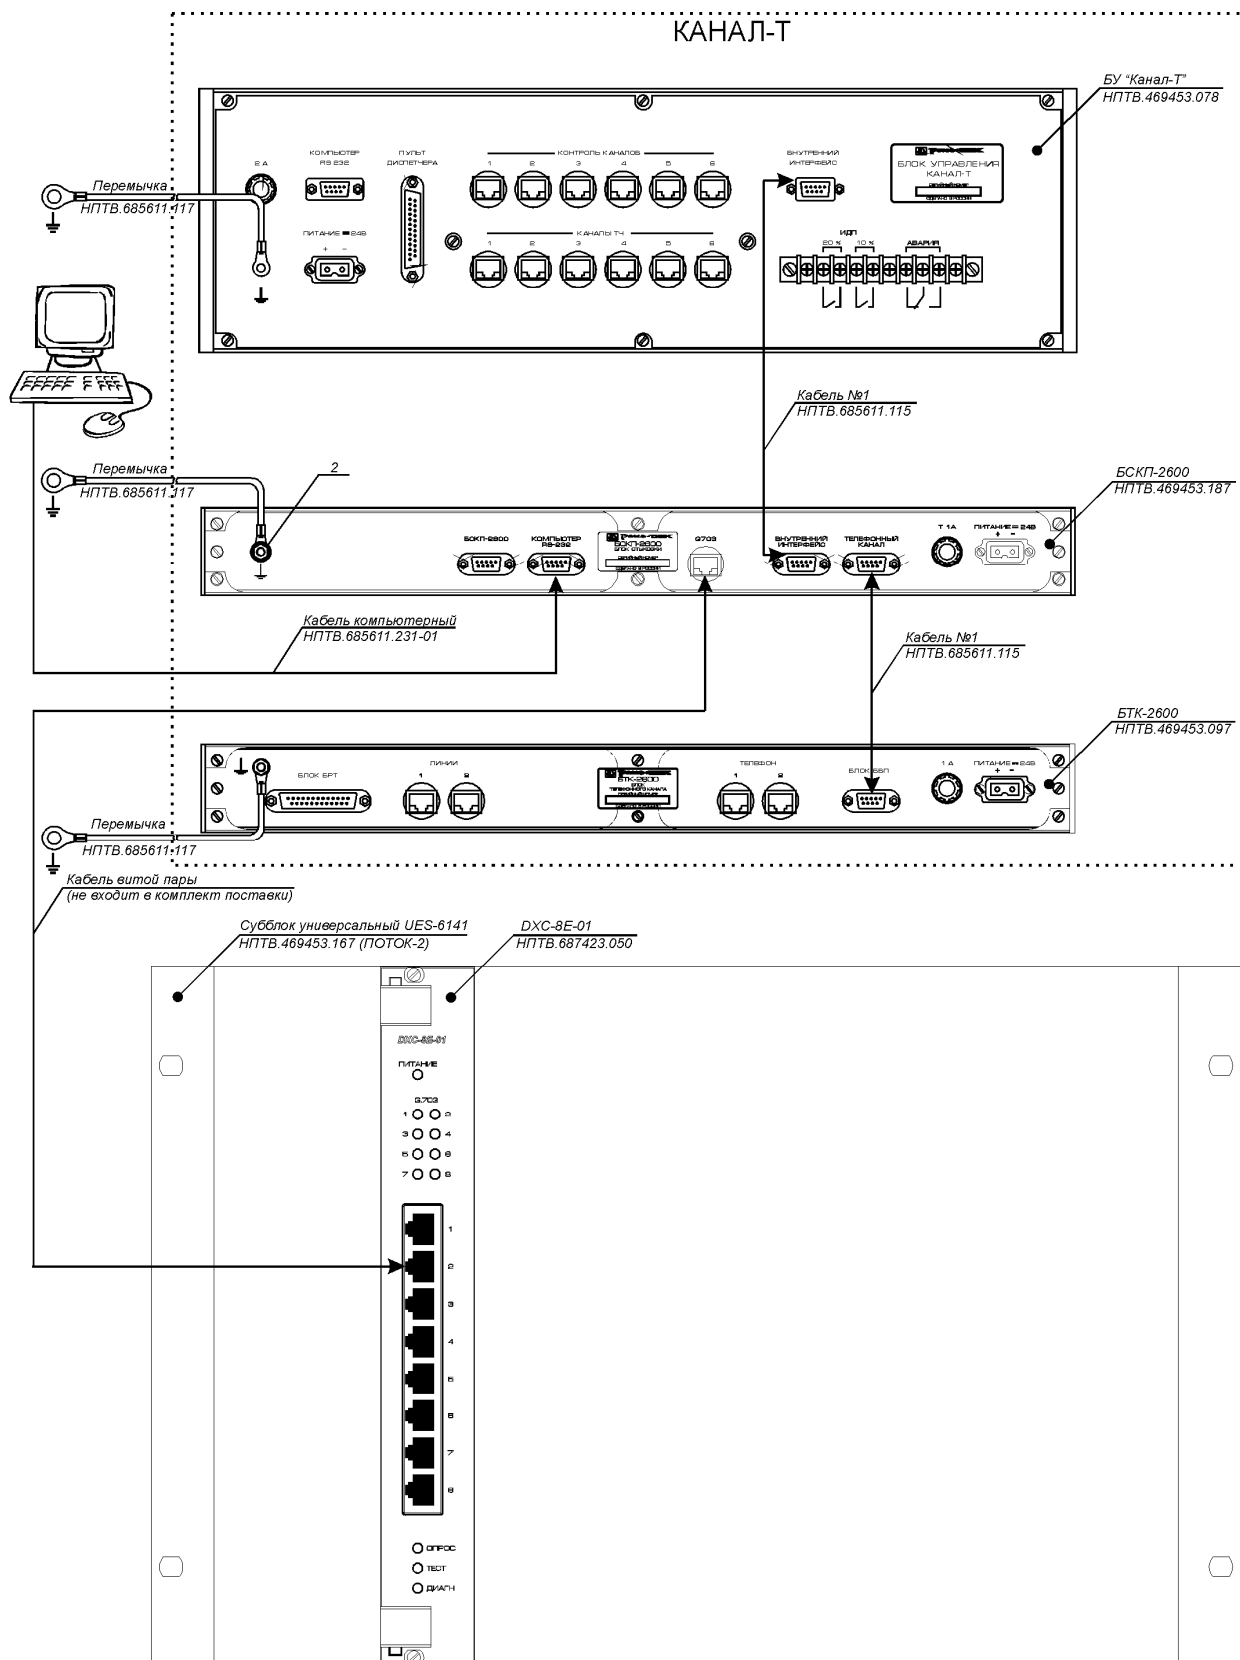 КАНАЛ-Т
БУ "Канал-Т"
НПТВ.469453.078
КОМПЬЮТЕР
RS 232
ПУЛЬТ
ДИСПЕТЧЕРА
КОНТРОЛЬ КАНАЛОВ
1 2 3 4 5 6
ВНУТРЕННИЙ
ИНТЕРФЕЙС
2 А
БЛОК УПРАВЛЕНИЯ
КАНАЛ-Т
СДЕЛАНО В РОССИИ
Перемычка
НПТВ.685611.117
ПИТАНИЕ = 24В
+ −
КАНАЛЫ ТЧ
1 2 3 4 5 6
ИДП
20 % 10 % АВАРИЯ
Кабель №1
НПТВ.685611.115
Перемычка
НПТВ.685611.117
2
БСКП-2600
НПТВ.469453.187
БСКП-2600
КОМПЬЮТЕР
RS-232
БСКП-2600
БЛОК СТЫКОВКИ
G703
ВНУТРЕННИЙ
ИНТЕРФЕЙС
ТЕЛЕФОННЫЙ
КАНАЛ
Т 1А
ПИТАНИЕ = 24В
+ −
Кабель компьютерный
НПТВ.685611.231-01
Кабель №1
НПТВ.685611.115
БТК-2600
НПТВ.469453.097
БЛОК БРТ
ЛИНИИ
1 2
БТК-2600
БЛОК
ТЕЛЕФОННОГО КАНАЛА
ТЕЛЕФОН
1 2
БЛОК ББП
1 А
ПИТАНИЕ = 24В
+ −
Перемычка
НПТВ.685611.117
Кабель витой пары
(не входит в комплект поставки)
Субблок универсальный UES-6141
НПТВ.469453.167 (ПОТОК-2)
DXC-8E-01
НПТВ.687423.050
DXC-8E-01
ПИТАНИЕ
G.703
1 2
3 4
5 6
7 8
1
2
3
4
5
6
7
8
ОПРОС
ТЕСТ
ДИАГН